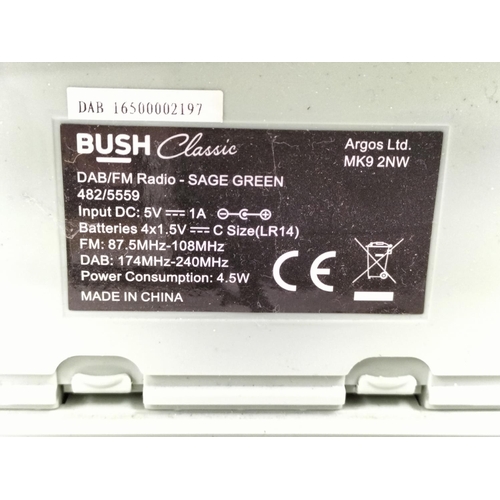 DAB 16500002197
BUSH Classic
Argos Ltd.
MK9 2NW
DAB/FM Radio - SAGE GREEN
482/5559
Input DC: 5V ⎓ 1A
Batteries 4x1.5V ⎓ C Size(LR14)
FM: 87.5MHz-108MHz
DAB: 174MHz-240MHz
Power Consumption: 4.5W
MADE IN CHINA
CE